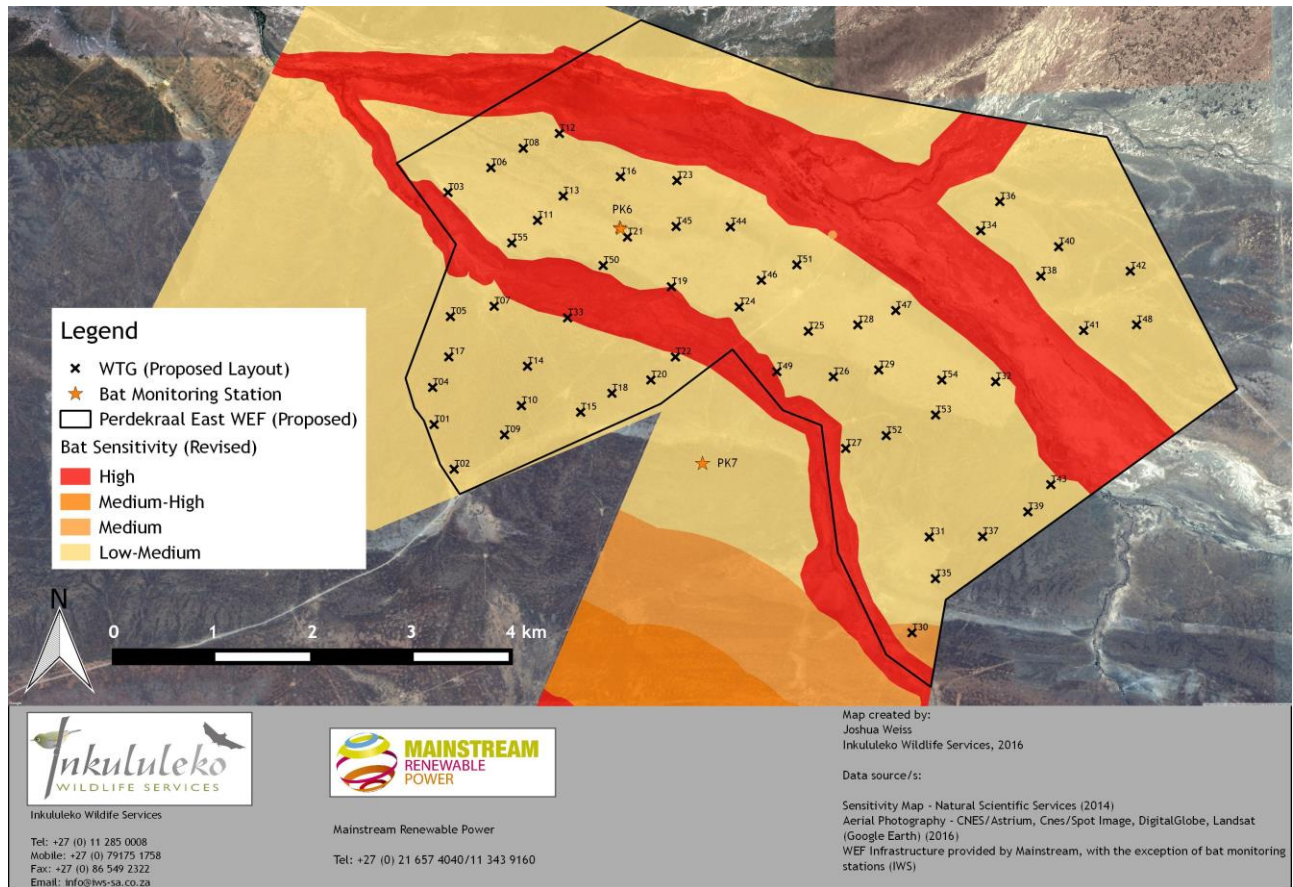 T12
T08
T06
T16
T23
T03
T13
T36
T11
PK6
T45
T44
T34
T21
T55
T40
T50
T51
T42
T38
T46
T19
T07
T24
T47
T05
T33
T28
T48
T25
T41
T17
T22
T14
T49
T29
T26
T20
T54
T32
T04
T18
T10
T15
T53
T01
T09
T52
T27
T02
PK7
T43
T39
T31
T37
T35
T30
Legend
WTG (Proposed Layout)
Bat Monitoring Station
Perdekraal East WEF (Proposed)
Bat Sensitivity (Revised)
High
Medium-High
Medium
Low-Medium
N
0 1 2 3 4 km
Inkululeko
WILDLIFE SERVICES
Inkululeko Wildife Services
Tel: +27 (0) 11 285 0008
Mobile: +27 (0) 79175 1758
Fax: +27 (0) 86 549 2322
Email: info@iws-sa.co.za
MAINSTREAM
RENEWABLE
POWER
Mainstream Renewable Power
Tel: +27 (0) 21 657 4040/11 343 9160
Map created by:
Joshua Weiss
Inkululeko Wildlife Services, 2016
Data source/s:
Sensitivity Map - Natural Scientific Services (2014)
Aerial Photography - CNES/Astrium, Cnes/Spot Image, DigitalGlobe, Landsat
(Google Earth) (2016)
WEF Infrastructure provided by Mainstream, with the exception of bat monitoring
stations (IWS)